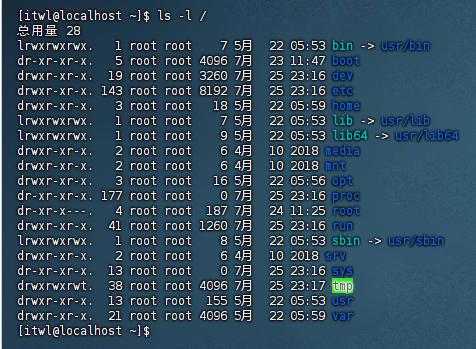 [itwl@localhost ~]$ ls -l /
总用量 28
lrwxrwxrwx.   1 root root    7 5月  22 05:53 bin -> usr/bin
dr-xr-xr-x.   5 root root 4096 7月  23 11:47 boot
drwxr-xr-x.  19 root root 3260 7月  25 23:16 dev
drwxr-xr-x. 143 root root 8192 7月  25 23:16 etc
drwxr-xr-x.   3 root root   18 5月  22 05:59 home
lrwxrwxrwx.   1 root root    7 5月  22 05:53 lib -> usr/lib
lrwxrwxrwx.   1 root root    9 5月  22 05:53 lib64 -> usr/lib64
drwxr-xr-x.   2 root root    6 4月  10 2018 media
drwxr-xr-x.   2 root root    6 4月  10 2018 mnt
drwxr-xr-x.   3 root root   16 5月  22 05:56 opt
dr-xr-xr-x. 177 root root    0 7月  25 23:16 proc
dr-xr-x---.   4 root root  187 7月  24 11:25 root
drwxr-xr-x.  41 root root 1260 7月  25 23:16 run
lrwxrwxrwx.   1 root root    8 5月  22 05:53 sbin -> usr/sbin
drwxr-xr-x.   2 root root    6 4月  10 2018 srv
dr-xr-xr-x.  13 root root    0 7月  25 23:16 sys
drwxrwxrwt.  38 root root 4096 7月  25 23:17 tmp
drwxr-xr-x.  13 root root  155 5月  22 05:53 usr
drwxr-xr-x.  21 root root 4096 5月  22 05:59 var
[itwl@localhost ~]$